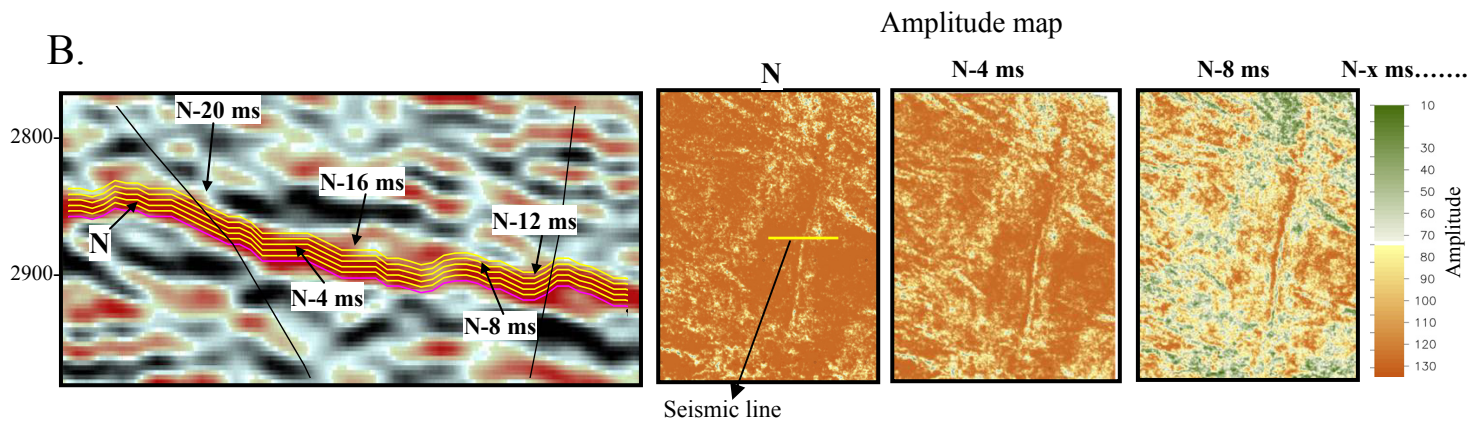 B.
Amplitude map
N
N-4 ms
N-8 ms
N-x ms.......
2800
2900
N-20 ms
N-16 ms
N-12 ms
N
N-4 ms
N-8 ms
Seismic line
10
30
40
50
60
70
80
90
100
110
120
130
Amplitude